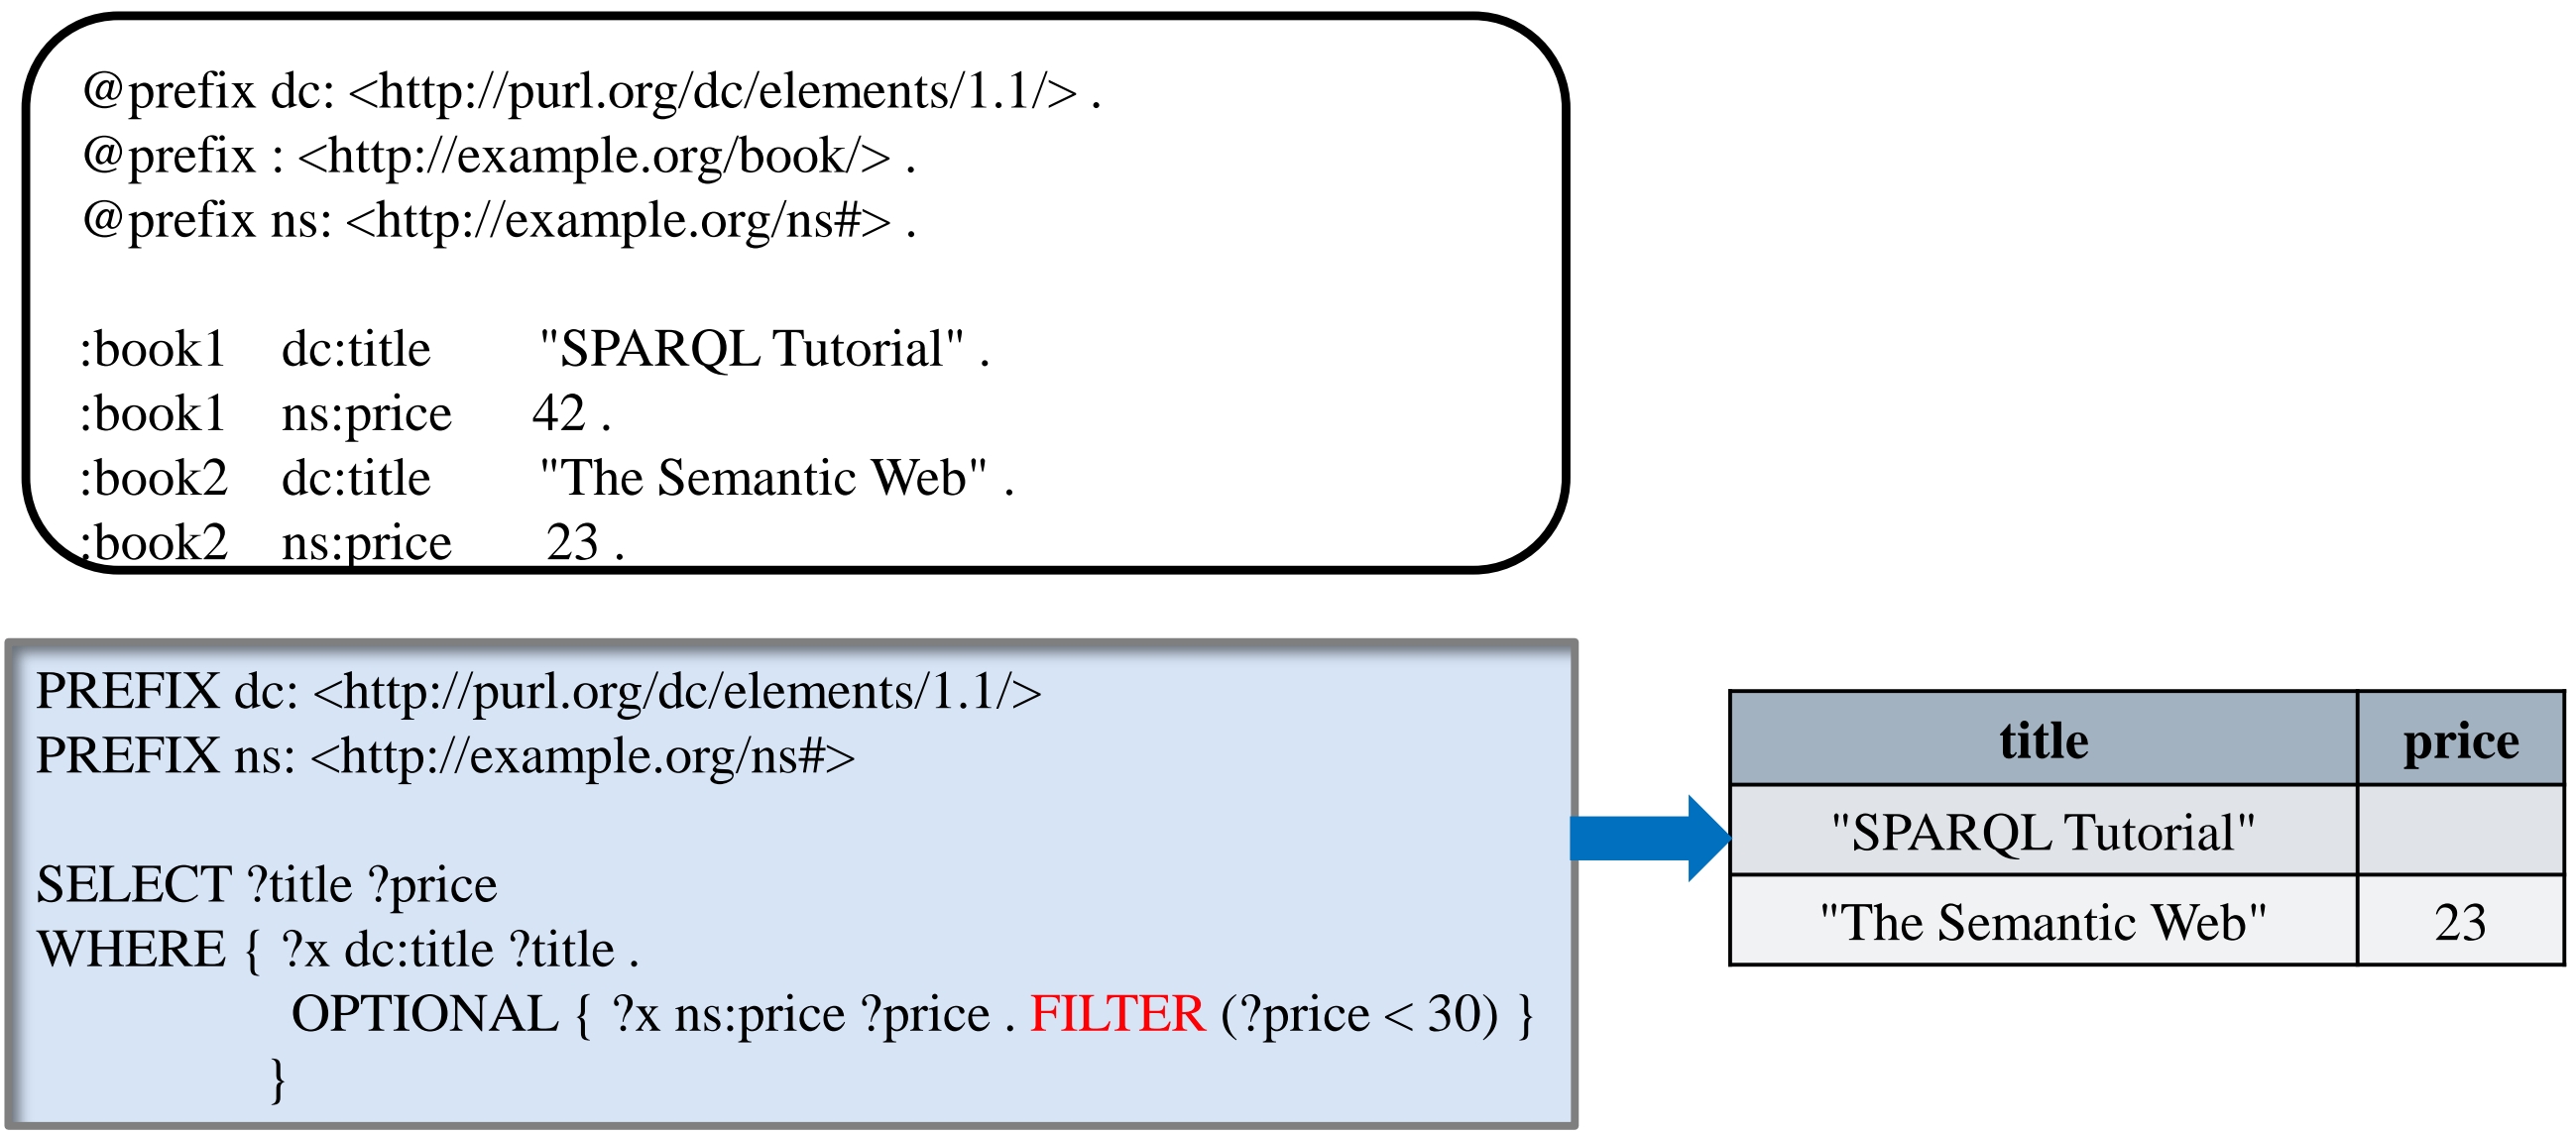 @prefix dc: <http://purl.org/dc/elements/1.1/> .
@prefix : <http://example.org/book/> .
@prefix ns: <http://example.org/ns#> .
:book1 dc:title "SPARQL Tutorial" .
:book1 ns:price 42 .
:book2 dc:title "The Semantic Web" .
:book2 ns:price 23 .
PREFIX dc: <http://purl.org/dc/elements/1.1/>
PREFIX ns: <http://example.org/ns#>
SELECT ?title ?price
WHERE { ?x dc:title ?title .
OPTIONAL { ?x ns:price ?price . FILTER (?price < 30) }
}
title price
"SPARQL Tutorial"
"The Semantic Web" 23